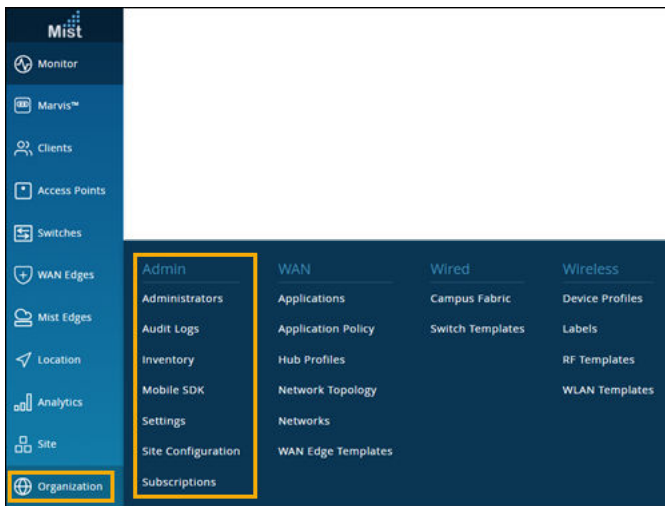 Mist
Monitor
Marvis™
Clients
Access Points
Switches
WAN Edges
Mist Edges
Location
Analytics
Site
Organization
Admin
Administrators
Audit Logs
Inventory
Mobile SDK
Settings
Site Configuration
Subscriptions
WAN
Applications
Application Policy
Hub Profiles
Network Topology
Networks
WAN Edge Templates
Wired
Campus Fabric
Switch Templates
Wireless
Device Profiles
Labels
RF Templates
WLAN Templates